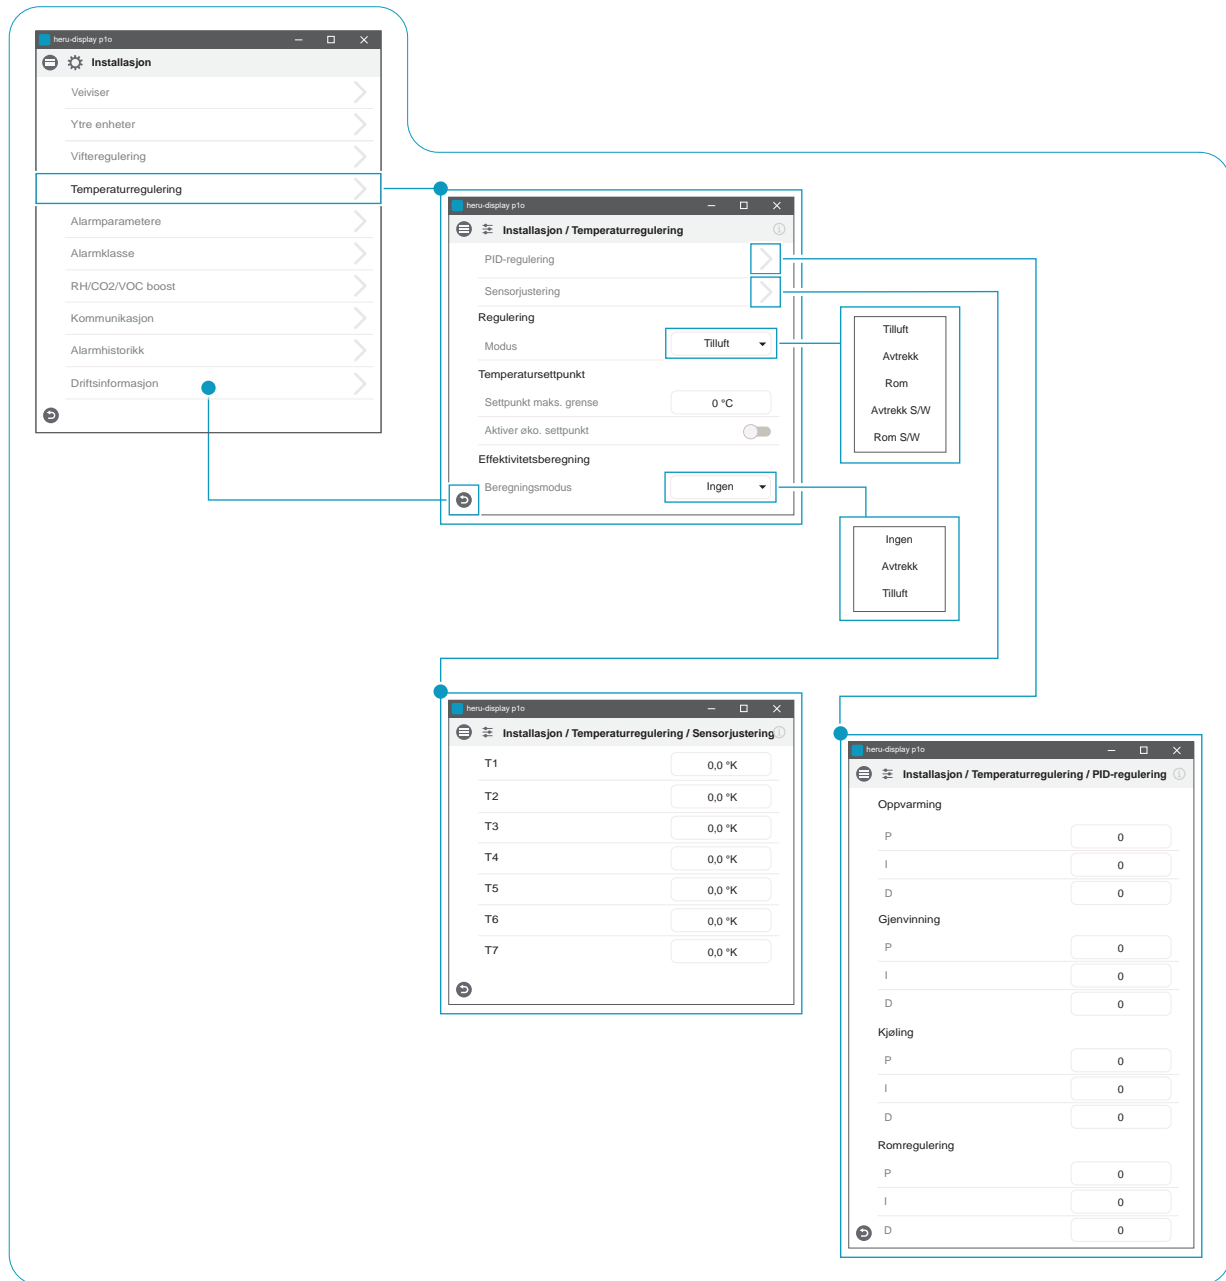 heru-display p1o
Installasjon
Veiviser
Ytre enheter
Vifteregulering
Temperaturregulering
Alarmparametere
Alarmklasse
RH/CO2/VOC boost
Kommunikasjon
Alarmhistorikk
Driftsinformasjon
heru-display p1o
Installasjon / Temperaturregulering
PID-regulering
Sensorjustering
Regulering
Modus Tilluft
Temperatursettpunkt
Settpunkt maks. grense 0 °C
Aktiver øko. settpunkt
Effektivitetsberegning
Beregningsmodus Ingen
Tilluft
Avtrekk
Rom
Avtrekk S/W
Rom S/W
Ingen
Avtrekk
Tilluft
heru-display p1o
Installasjon / Temperaturregulering / Sensorjustering
T1 0,0 °K
T2 0,0 °K
T3 0,0 °K
T4 0,0 °K
T5 0,0 °K
T6 0,0 °K
T7 0,0 °K
heru-display p1o
Installasjon / Temperaturregulering / PID-regulering
Oppvarming
P 0
I 0
D 0
Gjenvinning
P 0
I 0
D 0
Kjøling
P 0
I 0
D 0
Romregulering
P 0
I 0
D 0